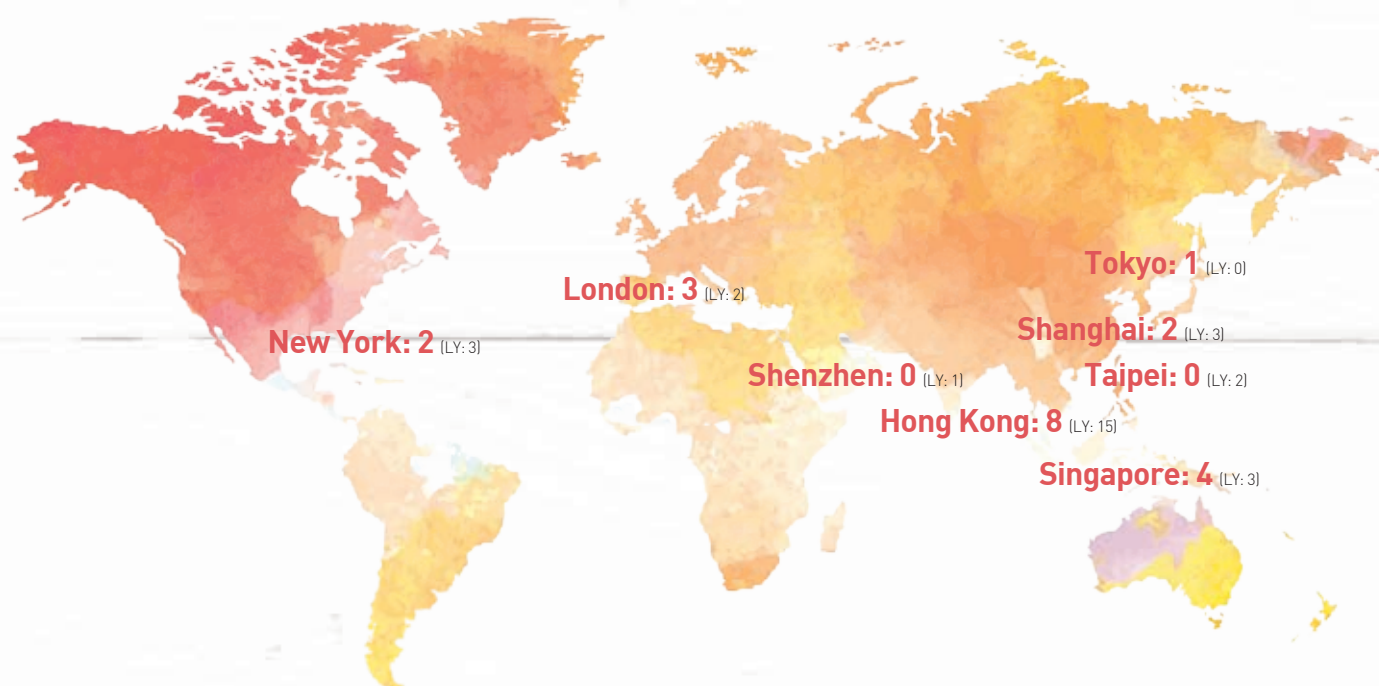 Tokyo: 1 (LY: 0)
London: 3 (LY: 2)
Shanghai: 2 (LY: 3)
New York: 2 (LY: 3)
Shenzhen: 0 (LY: 1)
Taipei: 0 (LY: 2)
Hong Kong: 8 (LY: 15)
Singapore: 4 (LY: 3)